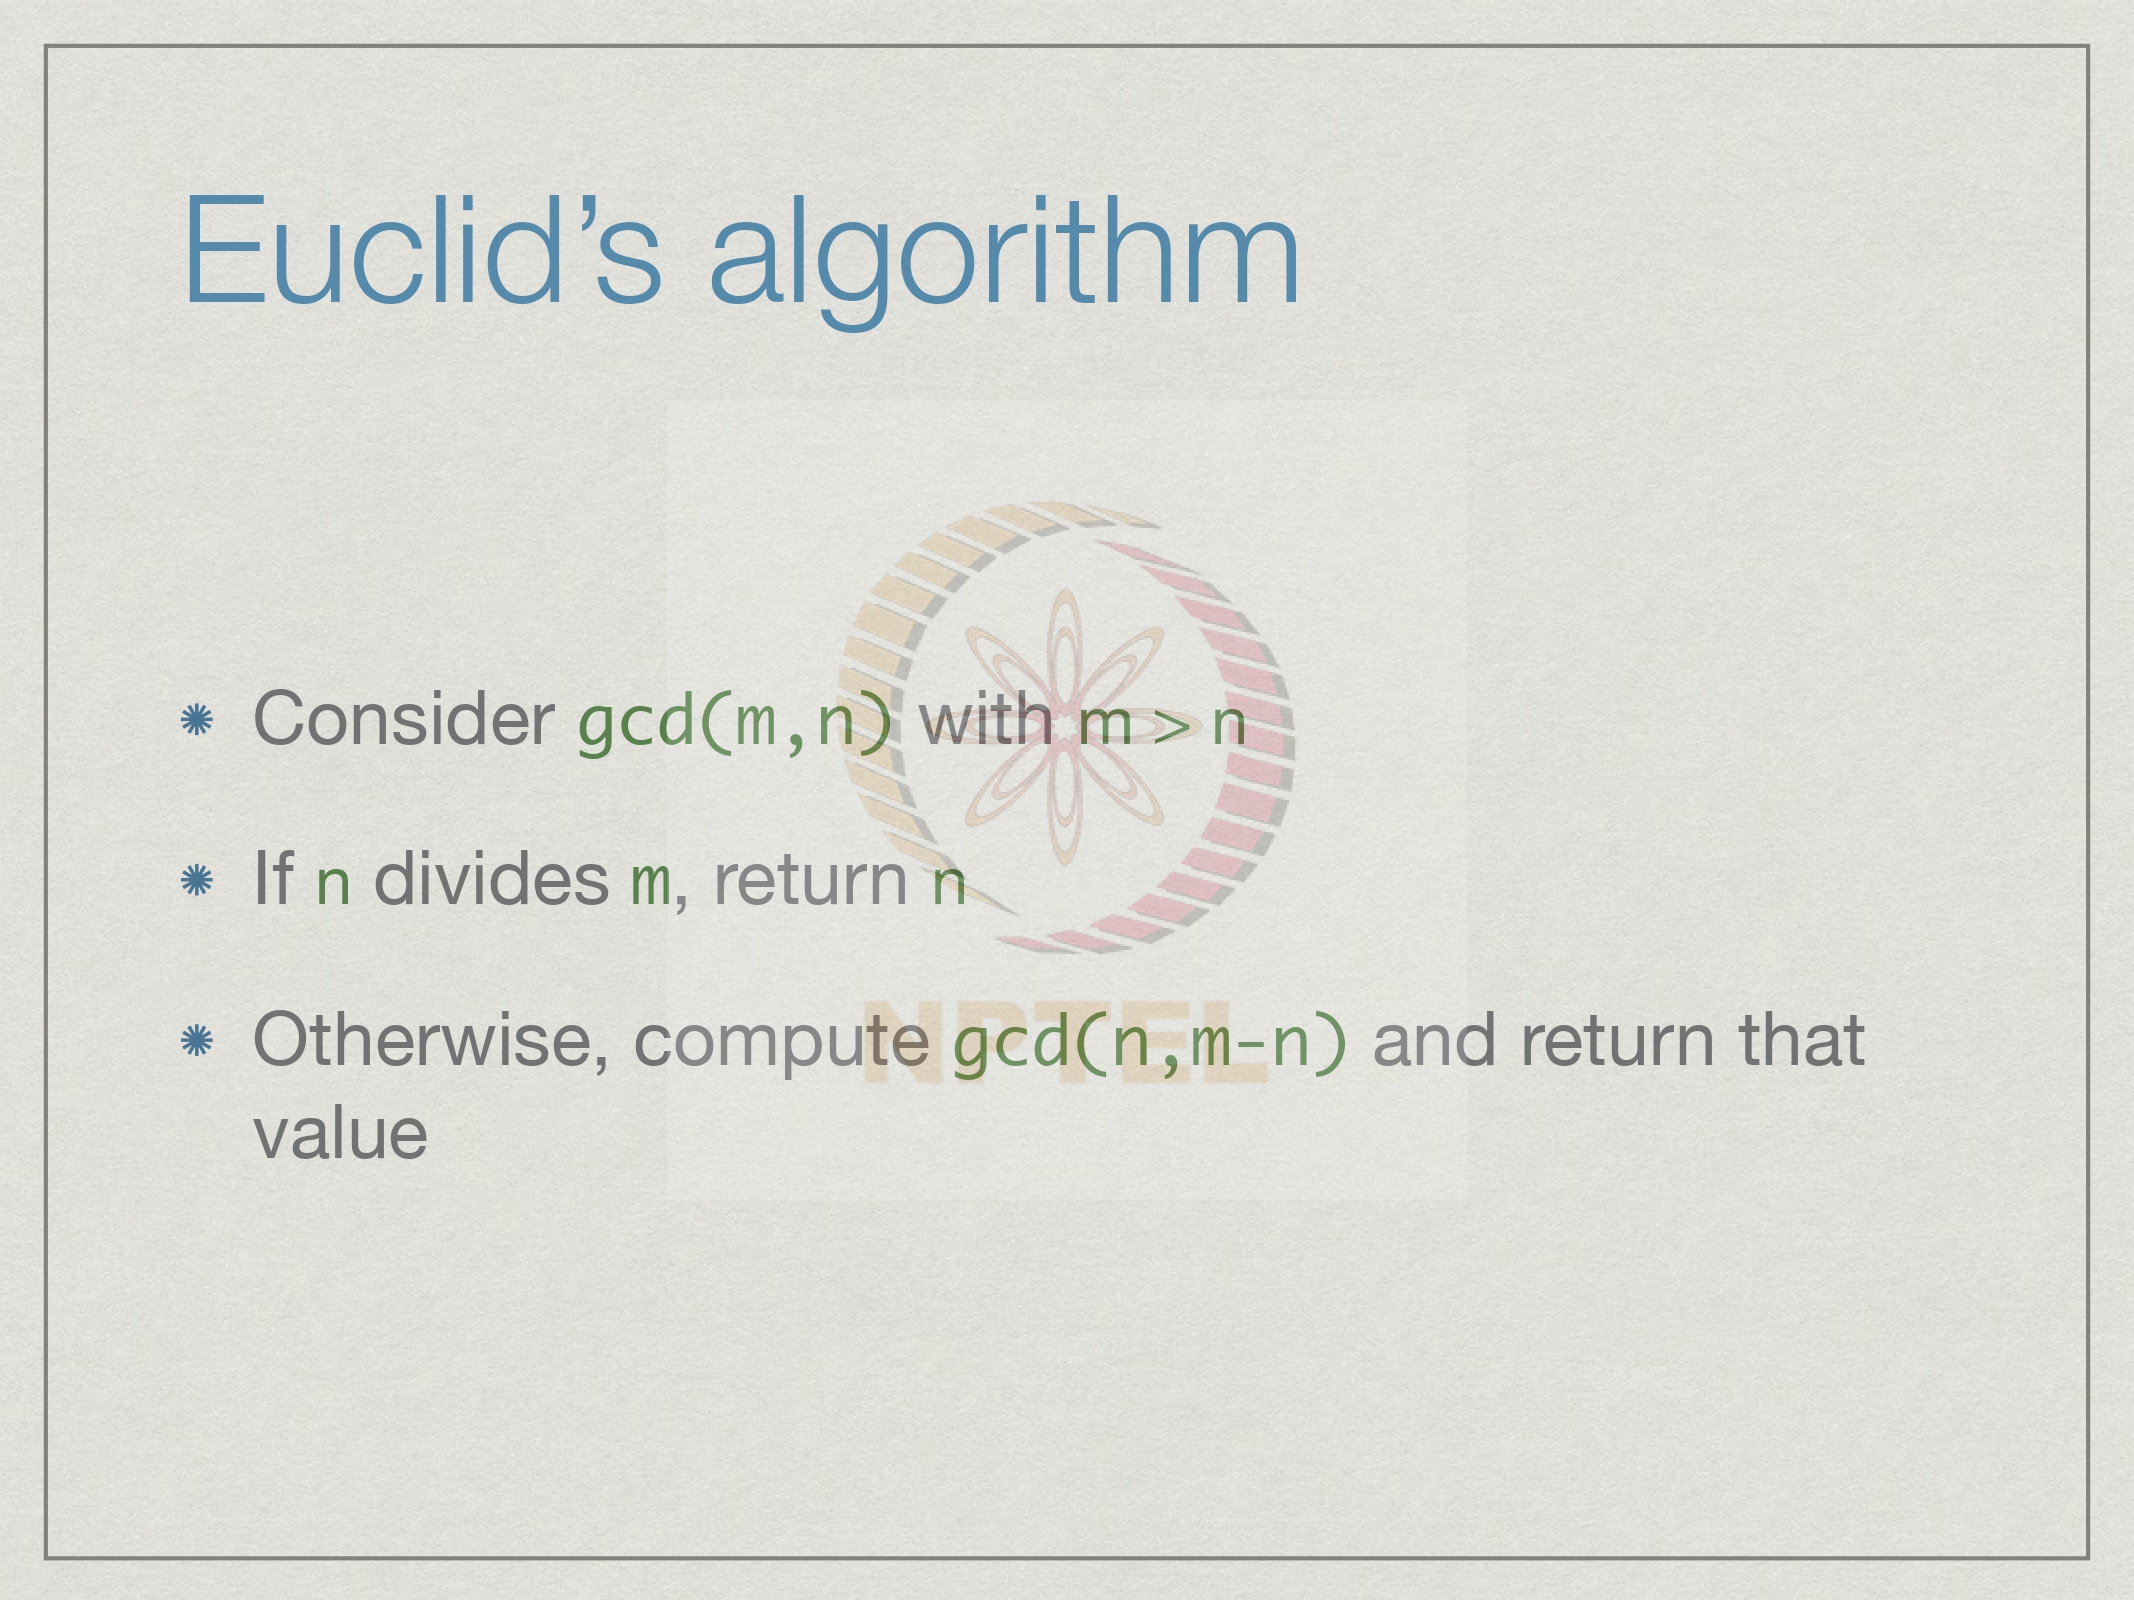 Euclid’s algorithm
Consider gcd(m,n) with m > n
If n divides m, return n
Otherwise, compute gcd(n,m-n) and return that
value
NPTEL